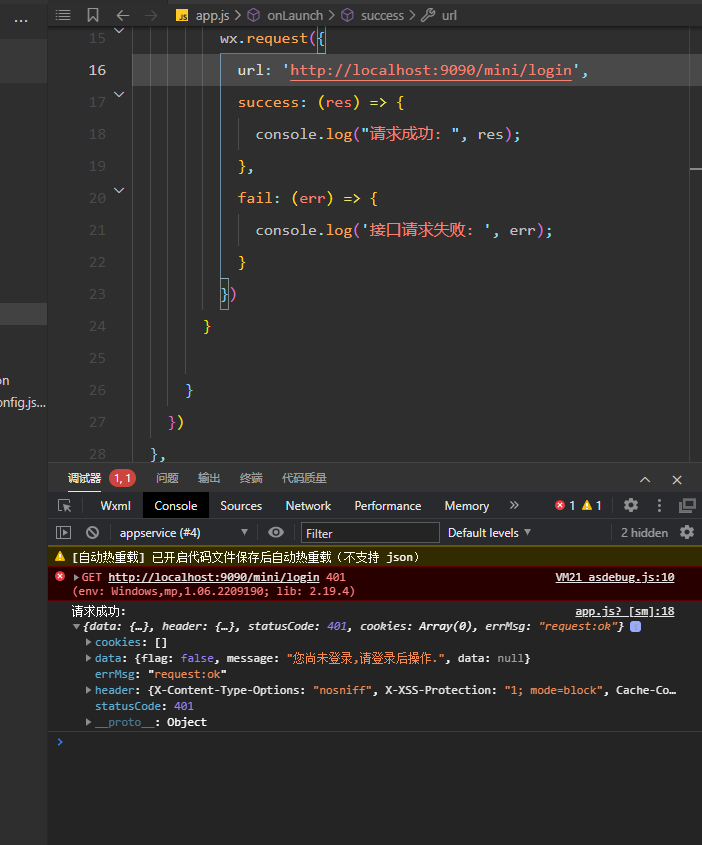 ...
JS app.js > onLaunch > success > url
15 wx.request({
16 url: 'http://localhost:9090/mini/login',
17 success: (res) => {
18 console.log("请求成功: ", res);
19 },
20 fail: (err) => {
21 console.log('接口请求失败: ', err);
22 }
23 })
24 }
25
26 }
27 })
28 },
on
onfig.js...
调试器 1, 1 问题 输出 终端 代码质量
Wxml Console Sources Network Performance Memory » 1 1
appservice (#4) Filter Default levels 2 hidden
[自动热重载] 已开启代码文件保存后自动热重载（不支持 json）
GET http://localhost:9090/mini/login 401 VM21 asdebug.js:10
(env: Windows,mp,1.06.2209190; lib: 2.19.4)
请求成功: app.js? [sm]:18
{data: {…}, header: {…}, statusCode: 401, cookies: Array(0), errMsg: "request:ok"} i
cookies: []
data: {flag: false, message: "您尚未登录,请登录后操作.", data: null}
errMsg: "request:ok"
header: {X-Content-Type-Options: "nosniff", X-XSS-Protection: "1; mode=block", Cache-Co…
statusCode: 401
__proto__: Object
>